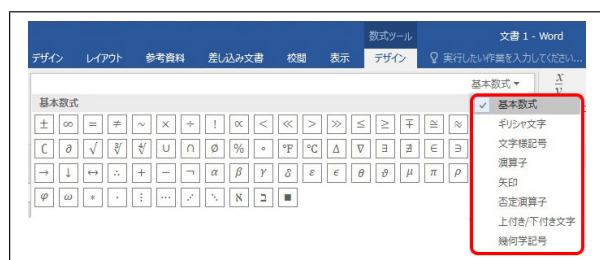 数式ツール 文書 1 - Word
デザイン レイアウト 参考資料 差し込み文書 校閲 表示 デザイン 実行したい作業を入力してください...
基本数式 x
y
基本数式 ✓ 基本数式
± ∞ = ≠ ~ × ÷ ! ∝ < ≪ > ≫ ≤ ≥ ∓ ≅ ≈ ギリシャ文字
∁ ∂ √ ∛ ∜ ∪ ∩ ∅ % ° °F °C ∆ ∇ ∃ ∄ ∈ ∋ 文字様記号
演算子
→ ↓ ↔ ∴ + − ¬ α β γ δ ε ϵ θ ϑ μ π ρ 矢印
否定演算子
φ ω ∗ ∙ ⋮ ⋯ ⋰ ⋱ ℵ ℶ ■ 上付き/下付き文字
幾何学記号